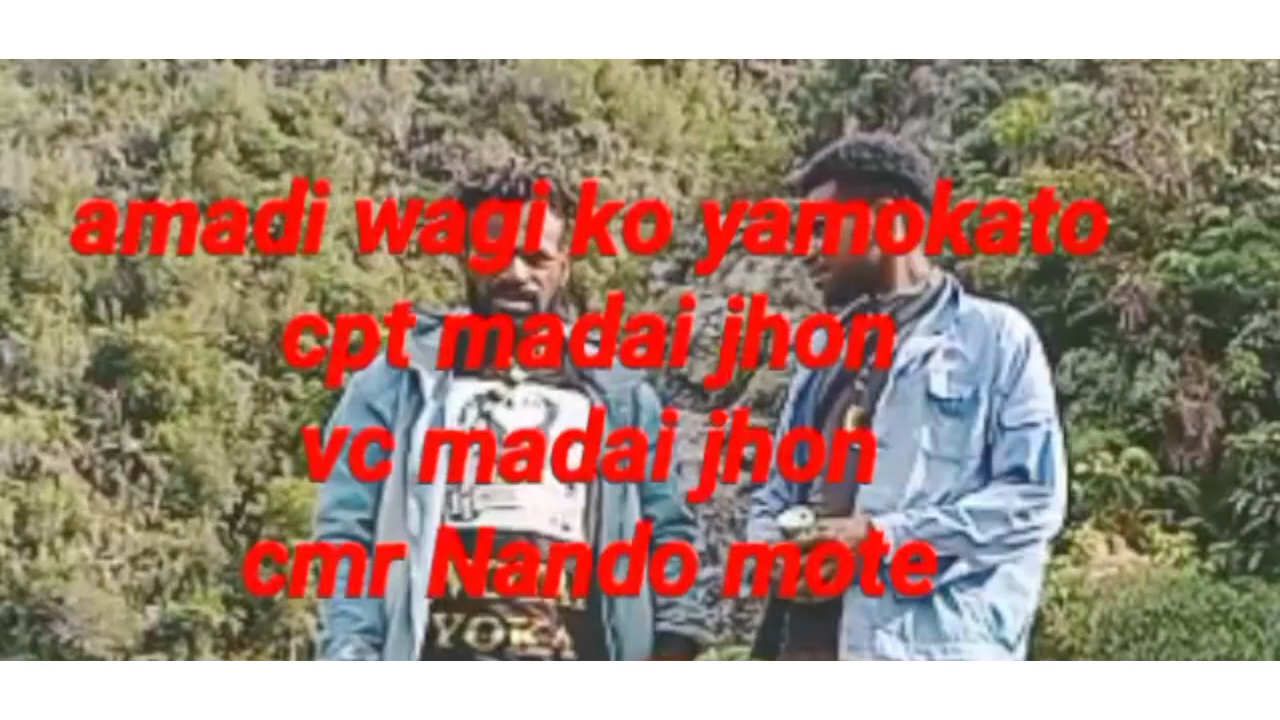 amadi wagi ko yamokato
cpt madai jhon
vc madai jhon
cmr Nando mote